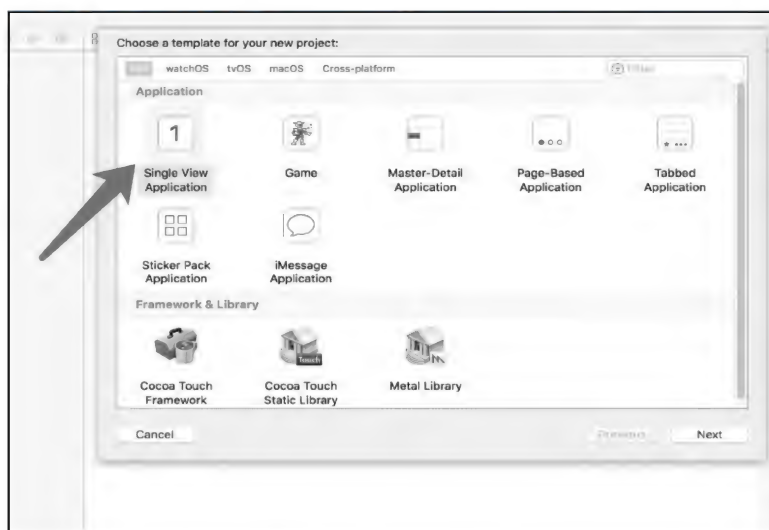 Choose a template for your new project:
watchOS tvOS macOS Cross-platform
Application
1
Single View Application
Game
Master-Detail Application
Page-Based Application
Tabbed Application
Sticker Pack Application
iMessage Application
Framework & Library
Touch
Cocoa Touch Framework
Cocoa Touch Static Library
Metal Library
Cancel
Previous
Next